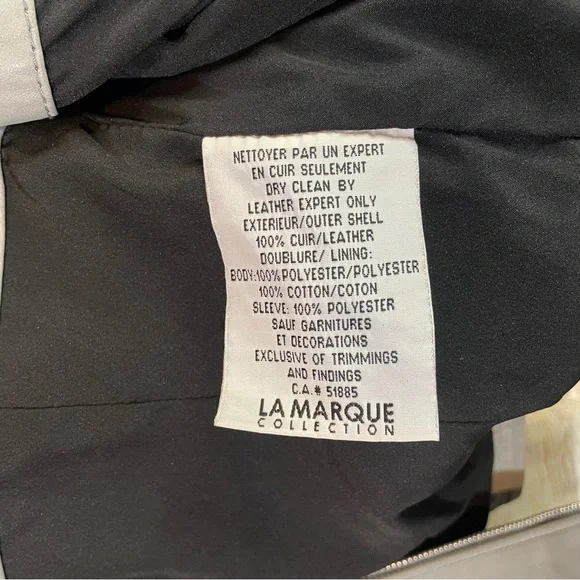 NETTOYER PAR UN EXPERT
EN CUIR SEULEMENT
DRY CLEAN BY
LEATHER EXPERT ONLY
EXTERIEUR/OUTER SHELL
100% CUIR/LEATHER
DOUBLURE/ LINING:
BODY:100%POLYESTER/POLYESTER
100% COTTON/COTON
SLEEVE: 100% POLYESTER
SAUF GARNITURES
ET DECORATIONS
EXCLUSIVE OF TRIMMINGS
AND FINDINGS
C.A.# 51885
LA MARQUE
COLLECTION